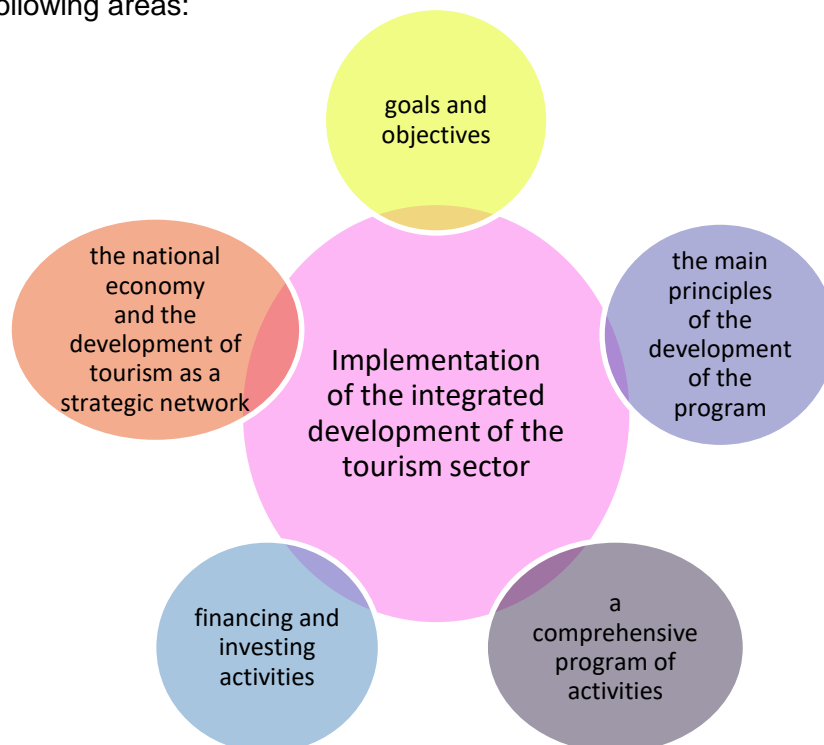 ollowing areas:
goals and
objectives
the national
economy
and the
development of
tourism as a
strategic network
the main
principles
of the
development
of the
program
Implementation
of the integrated
development of the
tourism sector
financing and
investing
activities
a
comprehensive
program of
activities